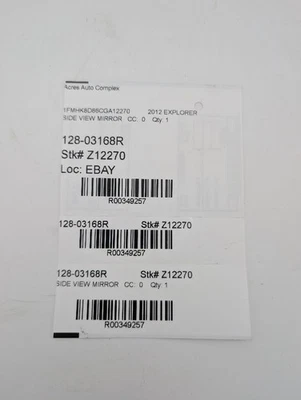 Acres Auto Complex
1FMHK8D86CGA12270 2012 EXPLORER
SIDE VIEW MIRROR CC: 0 Qty: 1
128-03168R
Stk# Z12270
Loc: EBAY
R00349257
128-03168R Stk# Z12270
R00349257
128-03168R Stk# Z12270
SIDE VIEW MIRROR CC: 0 Qty: 1
R00349257